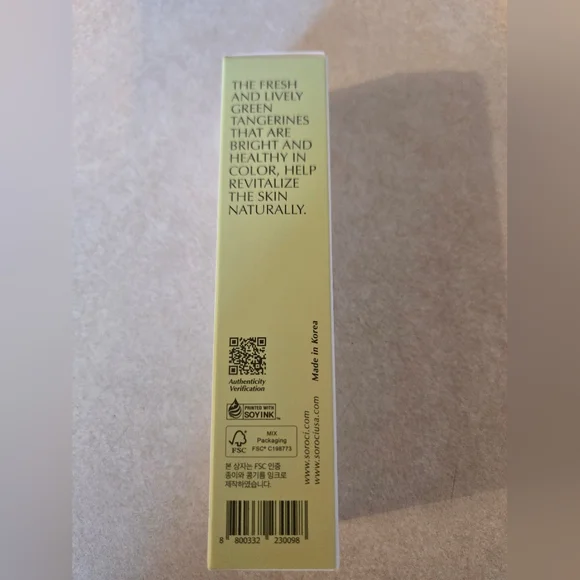 THE FRESH
AND LIVELY
GREEN
TANGERINES
THAT ARE
BRIGHT AND
HEALTHY IN
COLOR, HELP
REVITALIZE
THE SKIN
NATURALLY.
Made in Korea
Authenticity
Verification
PRINTED WITH
SOY INK™
FSC
MIX
Packaging
FSC® C168773
www.soroci.com
www.sorociusa.com
본 상자는 FSC 인증
종이와 콩기름 잉크로
제작하였습니다.
8 800332 230098